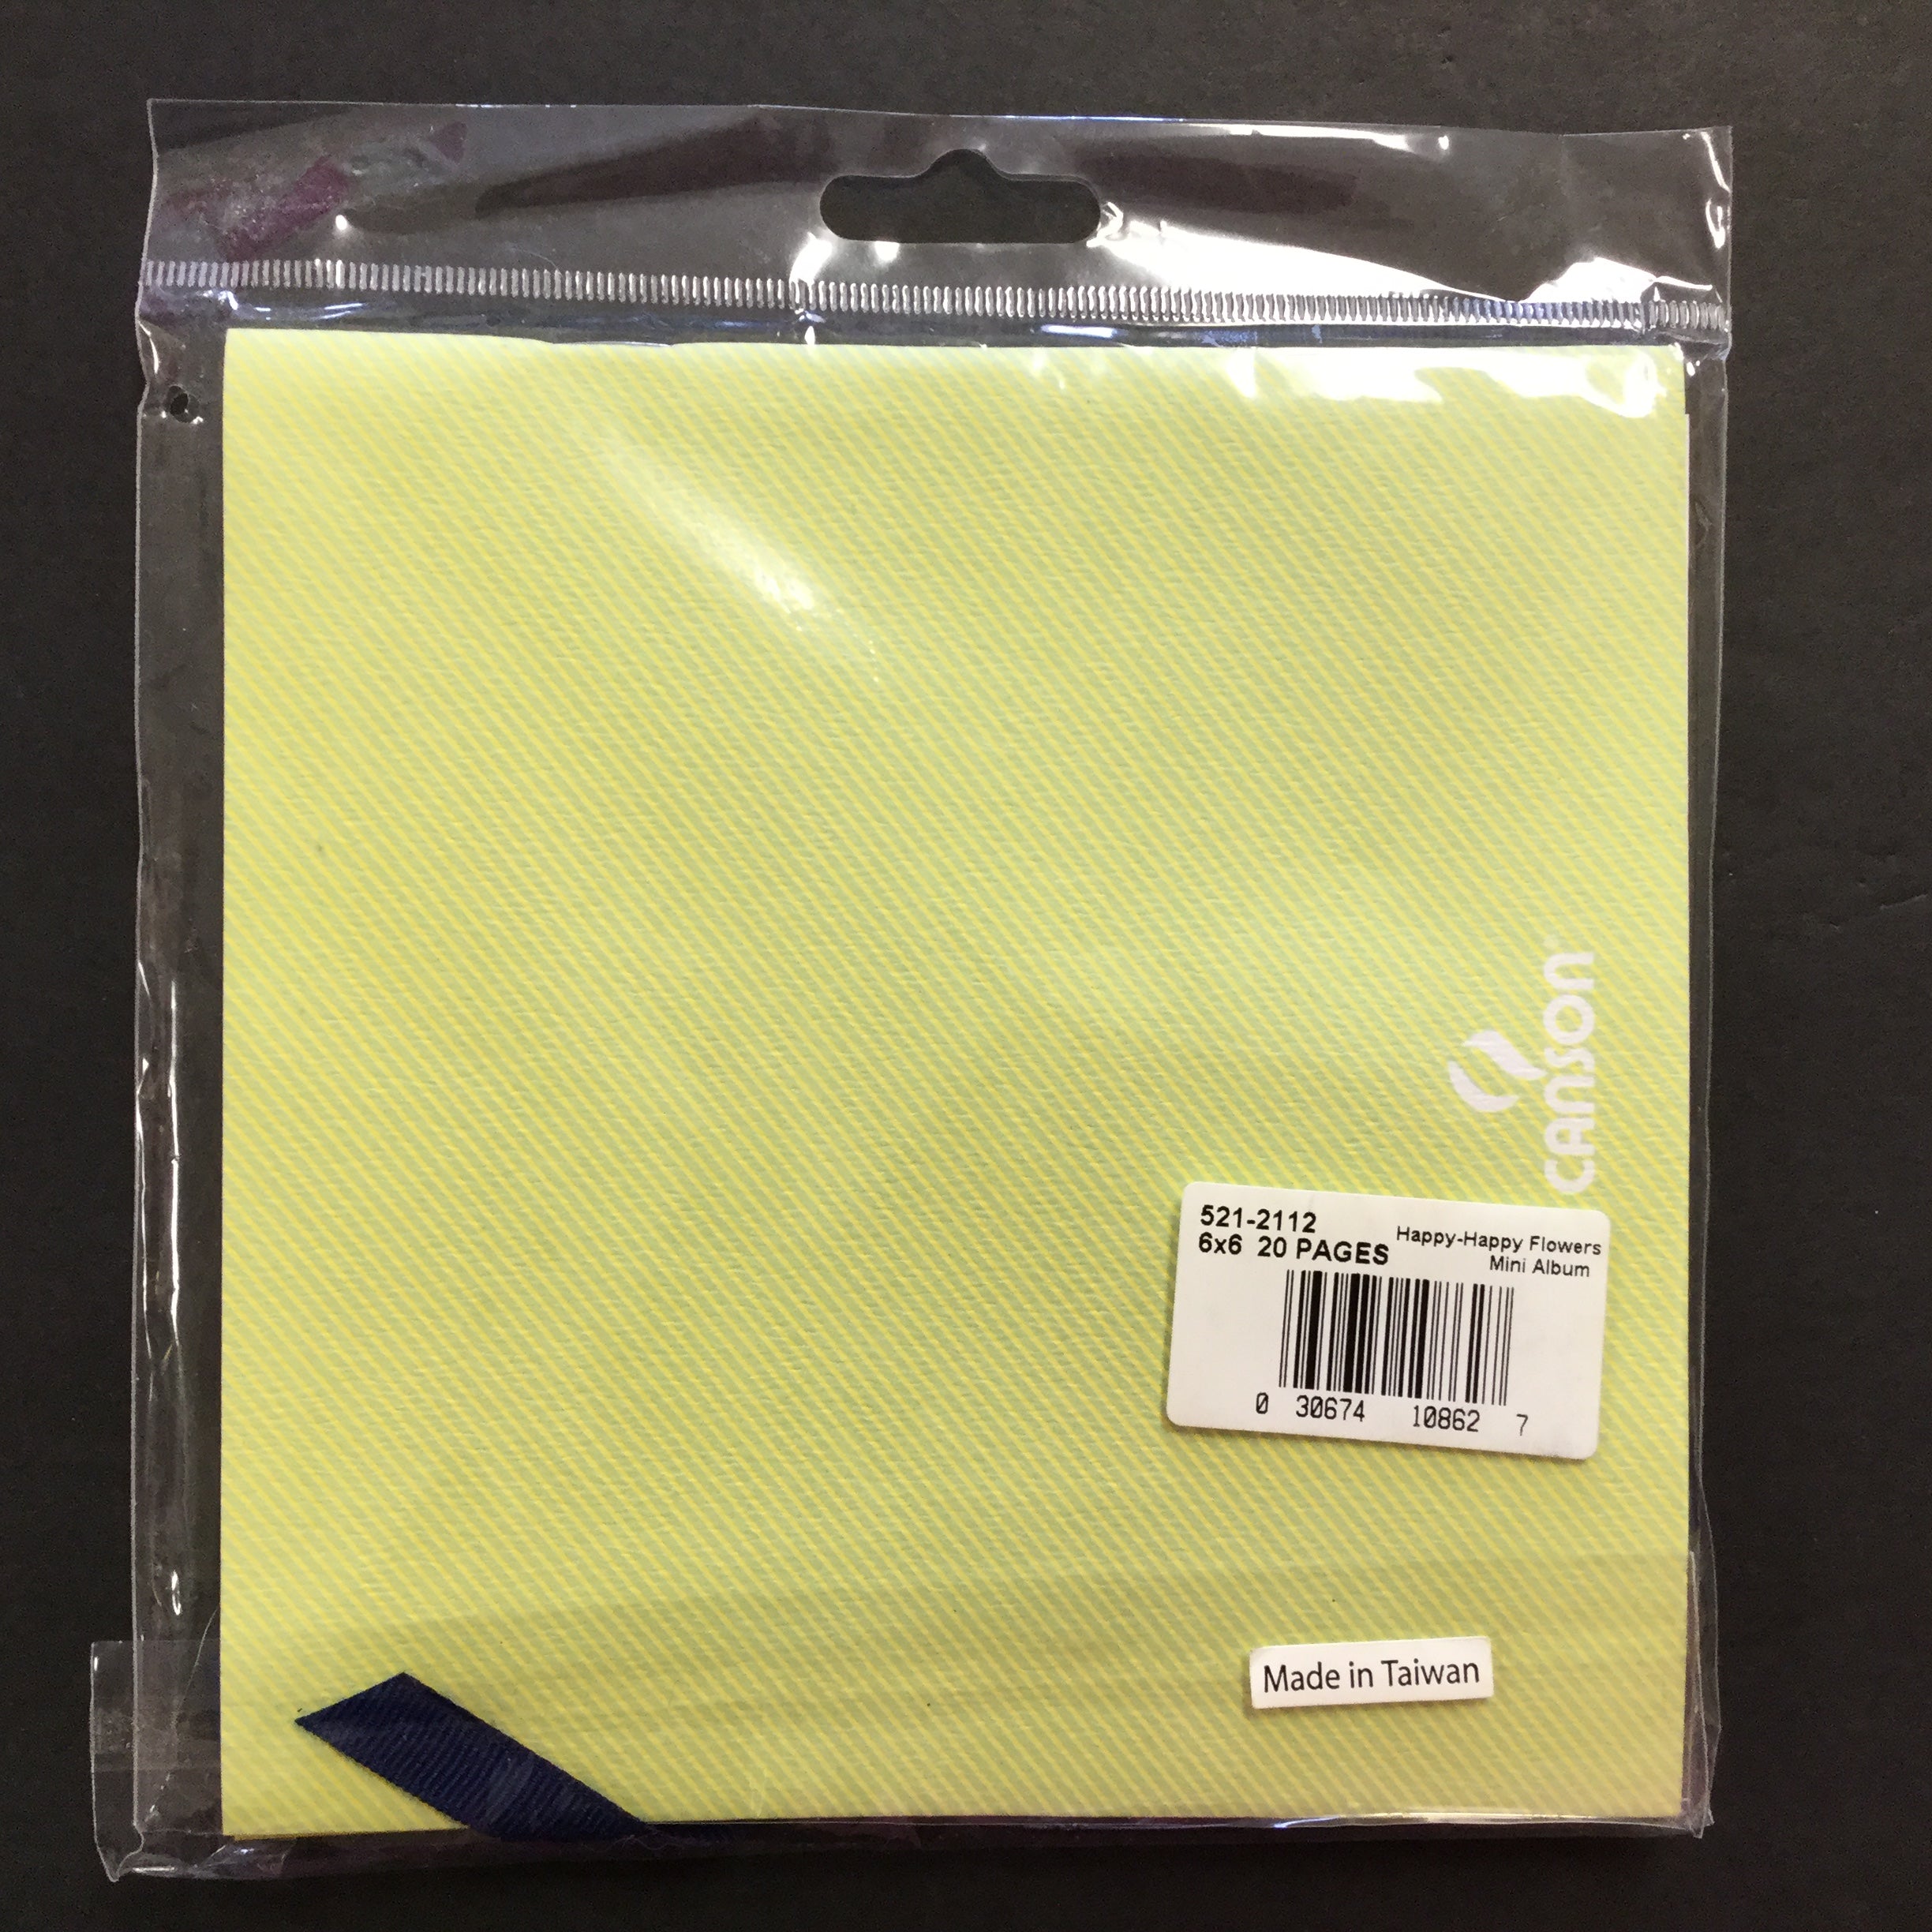 canson®
521-2112
6x6 20 PAGES
Happy-Happy Flowers
Mini Album
0 30674 10862 7
Made in Taiwan